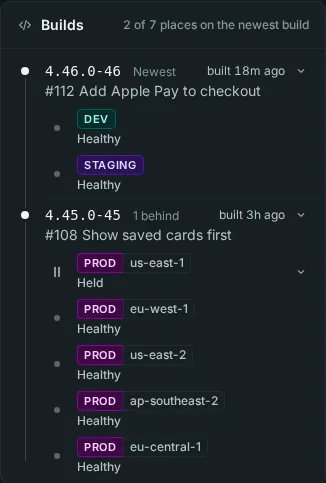 Builds 2 of 7 places on the newest build
4.46.0-46 Newest built 18m ago
#112 Add Apple Pay to checkout
DEV
Healthy
STAGING
Healthy
4.45.0-45 1 behind built 3h ago
#108 Show saved cards first
PROD us-east-1
Held
PROD eu-west-1
Healthy
PROD us-east-2
Healthy
PROD ap-southeast-2
Healthy
PROD eu-central-1
Healthy